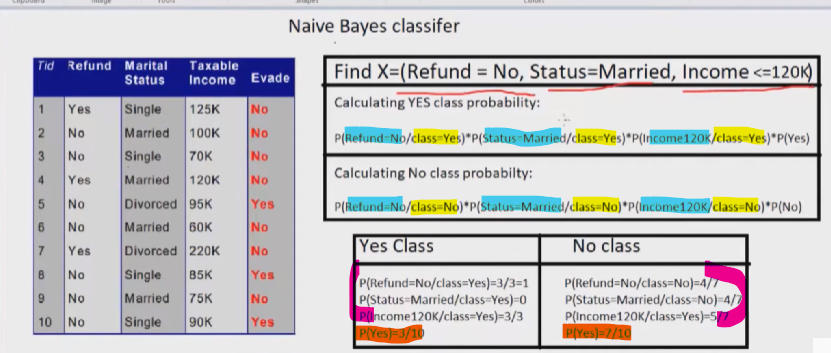 Clipboard
Image
Tools
Shapes
Colors
Naive Bayes classifer
Tid Refund Marital Status Taxable Income Evade
1 Yes Single 125K No
2 No Married 100K No
3 No Single 70K No
4 Yes Married 120K No
5 No Divorced 95K Yes
6 No Married 60K No
7 Yes Divorced 220K No
8 No Single 85K Yes
9 No Married 75K No
10 No Single 90K Yes
Find X=(Refund = No, Status=Married, Income <=120K)
Calculating YES class probability:
P(Refund=No/class=Yes)*P(Status=Married/class=Yes)*P(Income120K/class=Yes)*P(Yes)
Calculating No class probabilty:
P(Refund=No/class=No)*P(Status=Married/class=No)*P(Income120K/class=No)*P(No)
Yes Class
P(Refund=No/class=Yes)=3/3=1
P(Status=Married/class=Yes)=0
P(Income120K/class=Yes)=3/3
P(Yes)=3/10
No class
P(Refund=No/class=No)=4/7
P(Status=Married/class=No)=4/7
P(Income120K/class=Yes)=5/7
P(Yes)=7/10